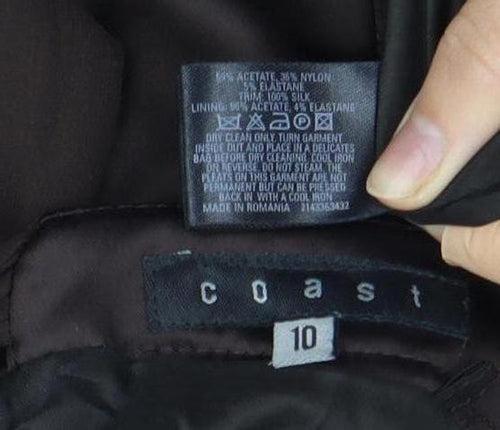 59% ACETATE, 36% NYLON
5% ELASTANE
TRIM: 100% SILK
LINING: 96% ACETATE, 4% ELASTANE
DRY CLEAN ONLY. TURN GARMENT
INSIDE OUT AND PLACE IN A DELICATES
BAG BEFORE DRY CLEANING. COOL IRON
ON REVERSE. DO NOT STEAM. THE
PLEATS ON THIS GARMENT ARE NOT
PERMANENT BUT CAN BE PRESSED
BACK IN WITH A COOL IRON
MADE IN ROMANIA 2143363432
coast
10